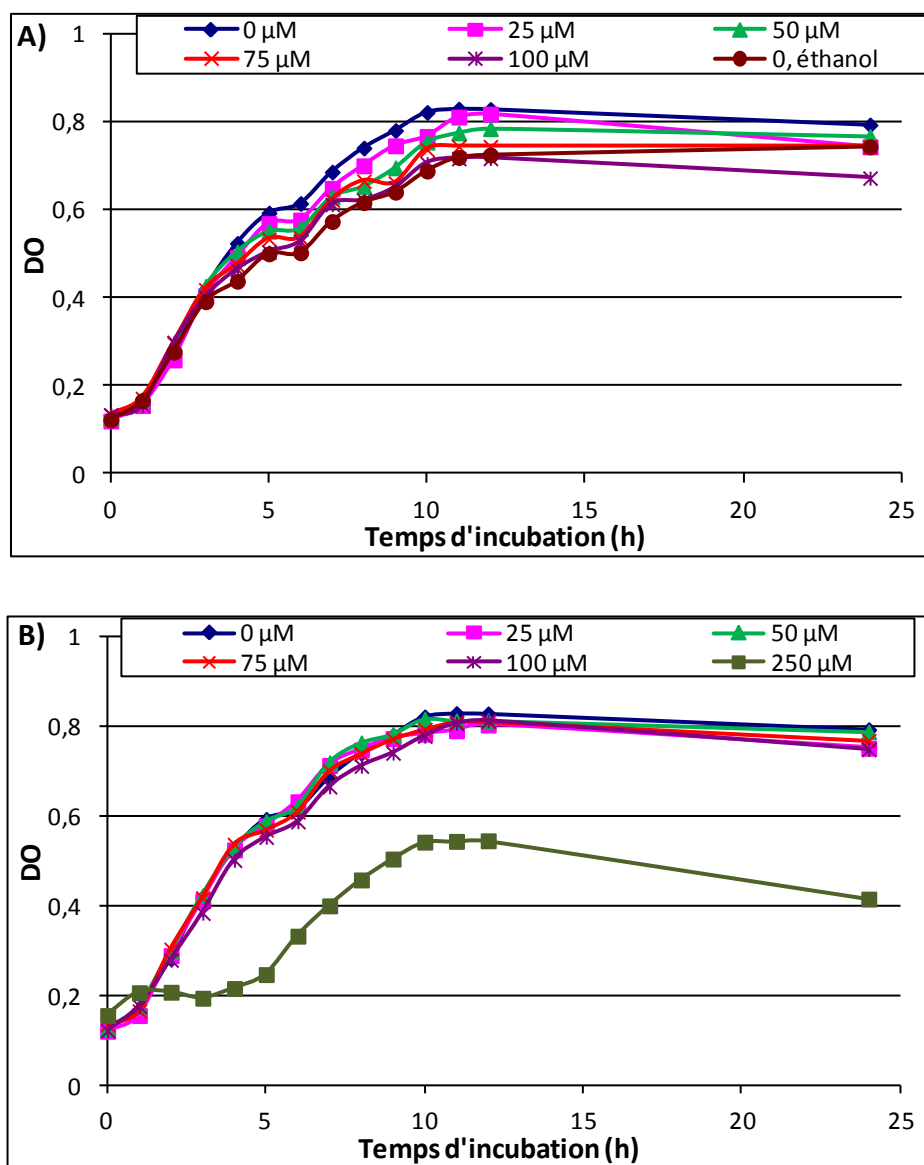 A)
0 µM 25 µM 50 µM
75 µM 100 µM 0, éthanol
1
0,8
0,6
0,4
0,2
0
DO
0 5 10 15 20 25
Temps d'incubation (h)
B)
0 µM 25 µM 50 µM
75 µM 100 µM 250 µM
1
0,8
0,6
0,4
0,2
0
DO
0 5 10 15 20 25
Temps d'incubation (h)